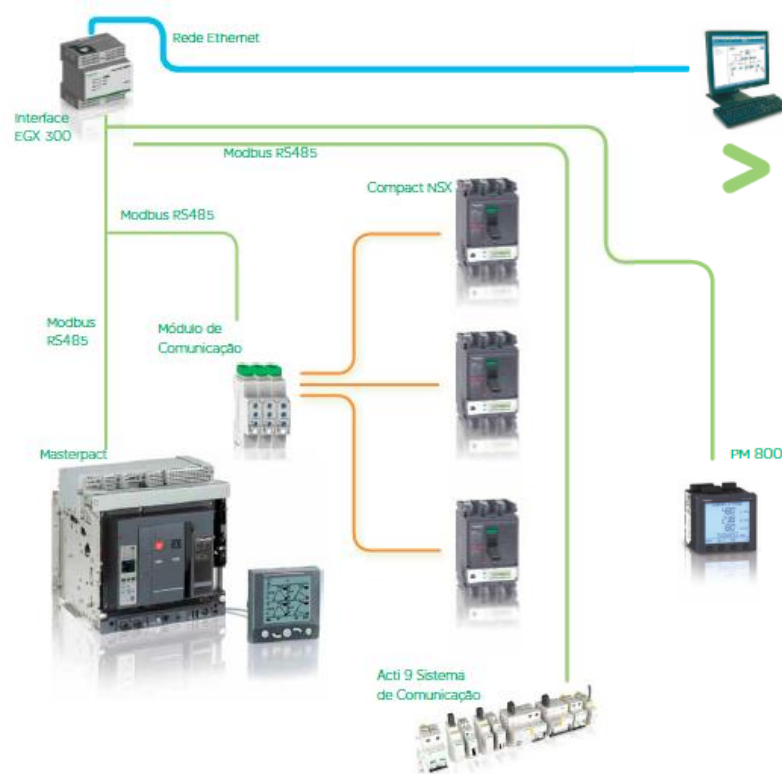 Rede Ethernet
Interface
EGX 300
Modbus RS485
Compact NSX
Modbus RS485
Modbus
RS485
Módulo de
Comunicação
Masterpact
PM 800
Acti 9 Sistema
de Comunicação